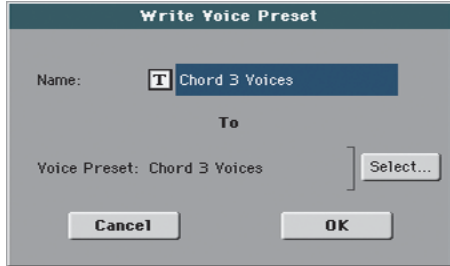 Write Voice Preset
Name: T Chord 3 Voices
To
Voice Preset: Chord 3 Voices Select...
Cancel OK